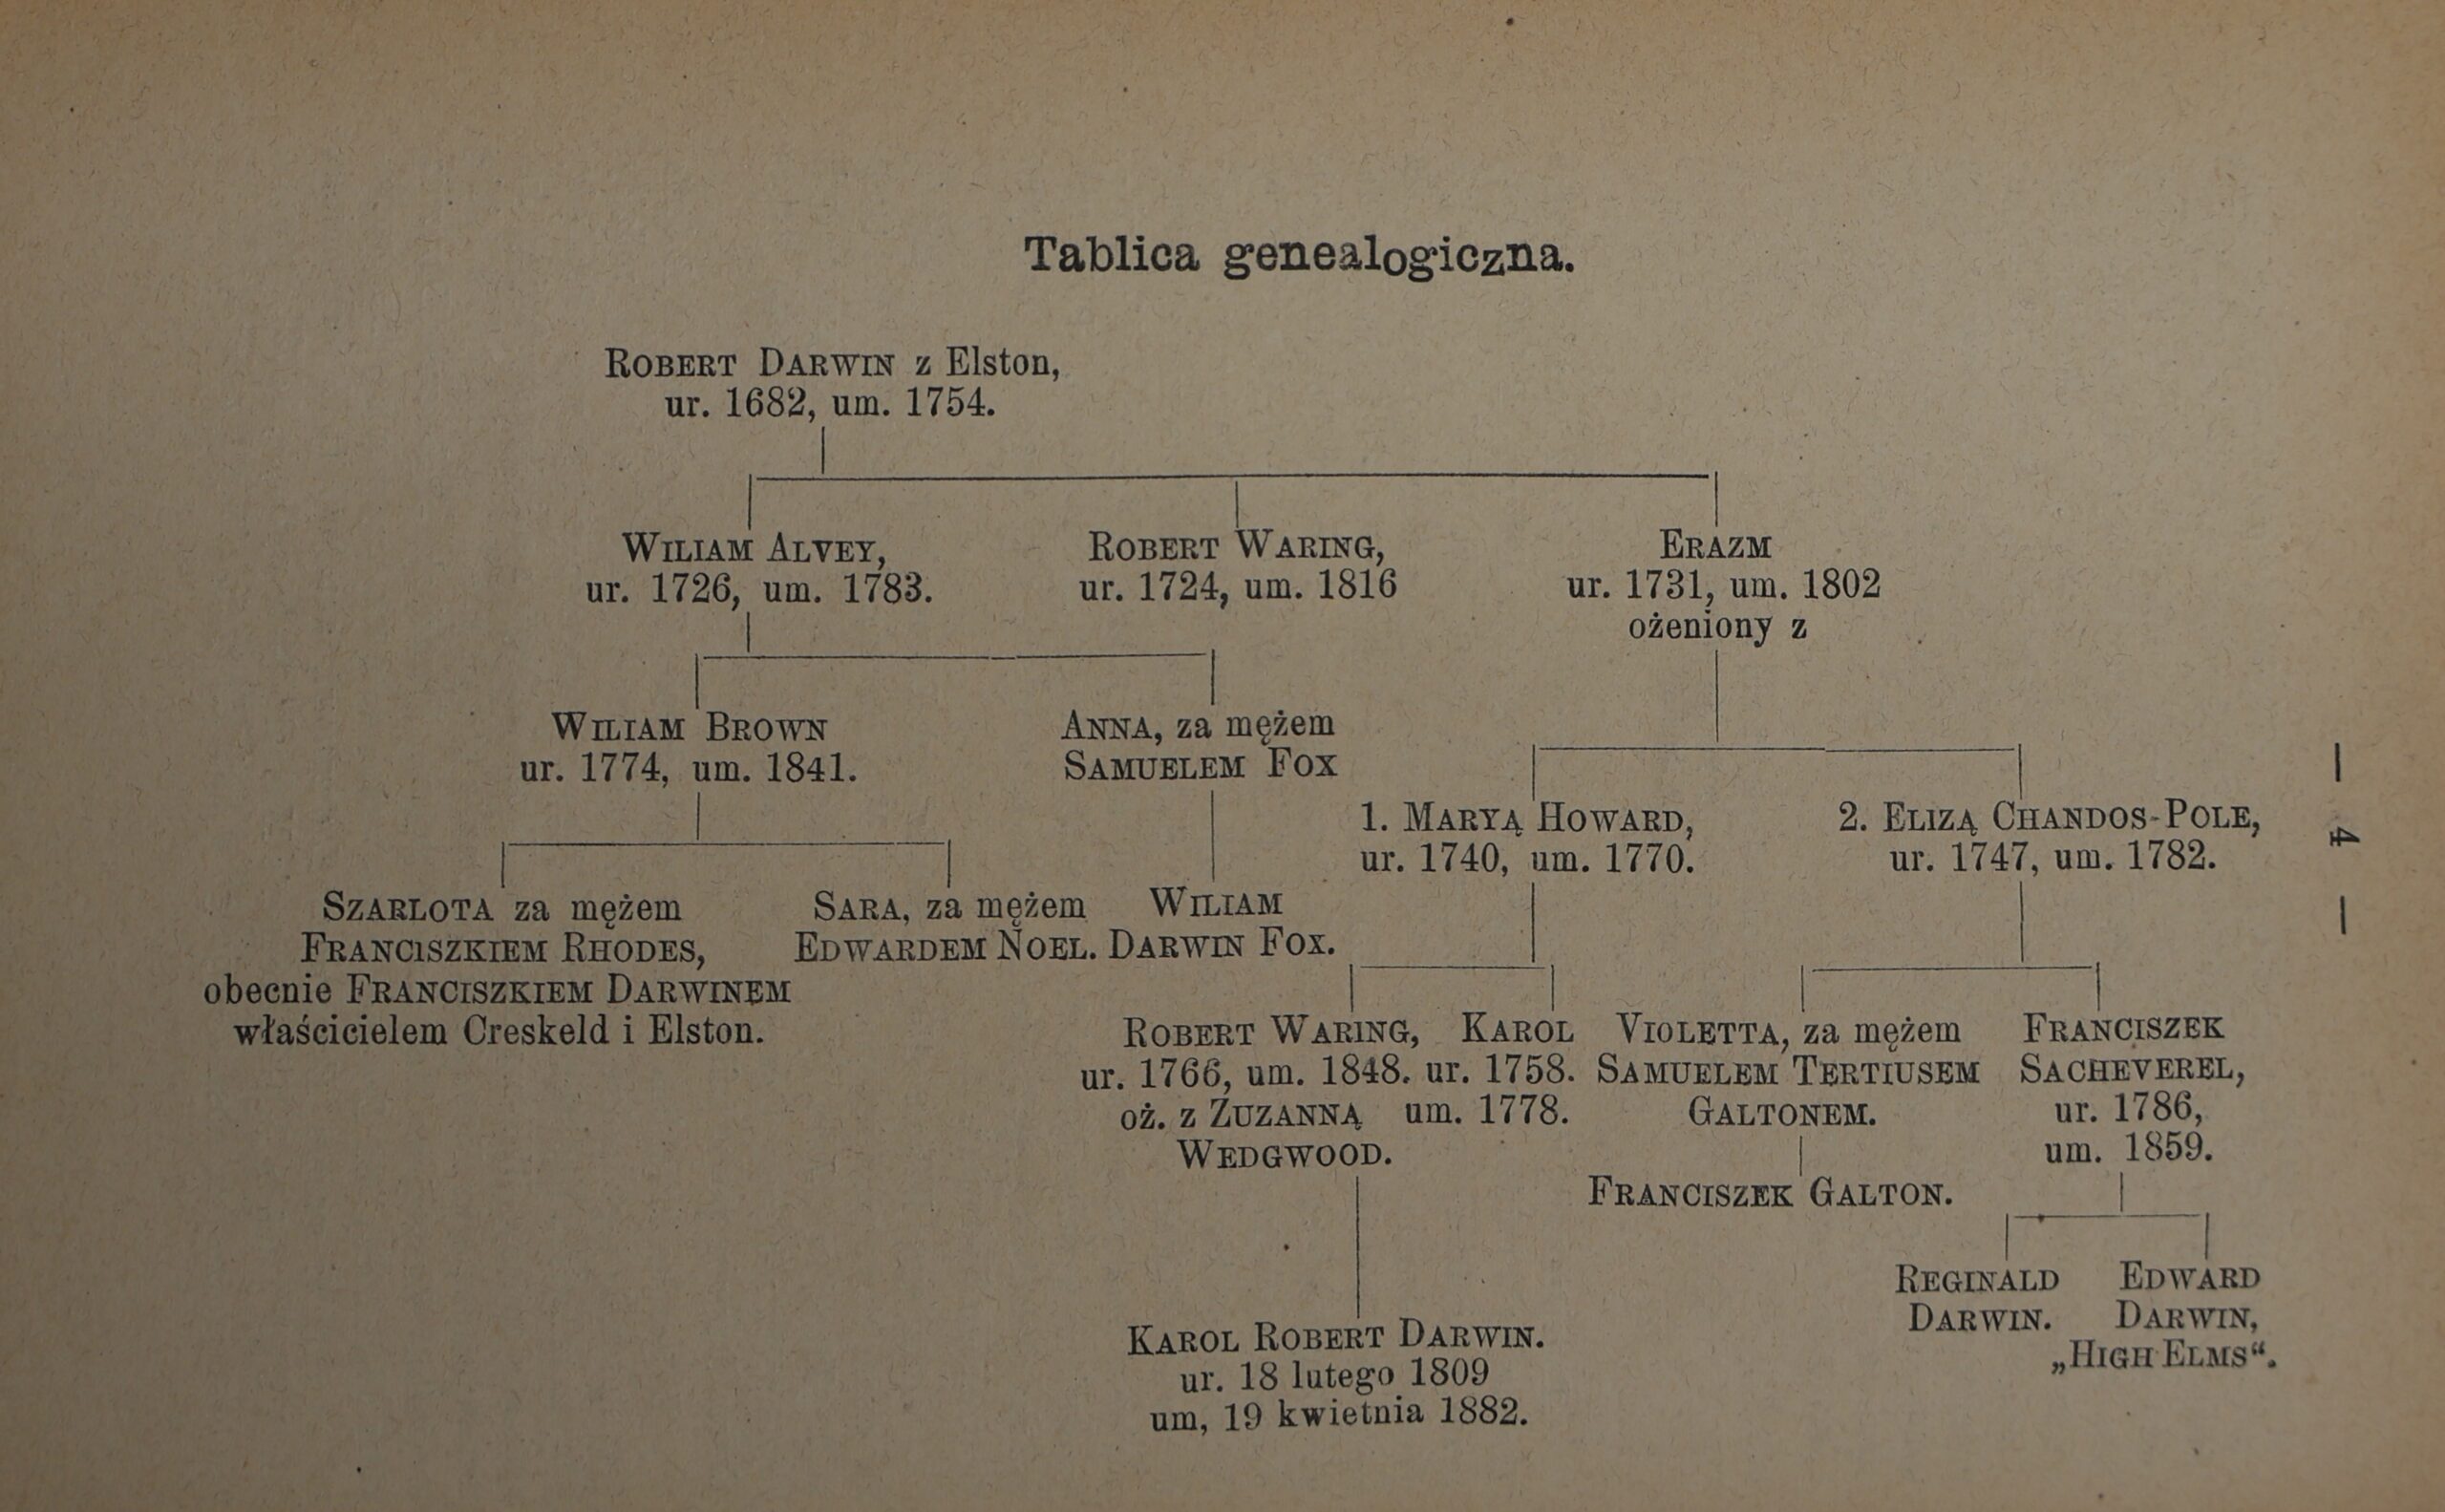 Tablica genealogiczna.
ROBERT DARWIN z Elston,
ur. 1682, um. 1754.
WILIAM ALVEY,
ur. 1726, um. 1783.
ROBERT WARING,
ur. 1724, um. 1816
ERAZM
ur. 1731, um. 1802
ożeniony z
WILIAM BROWN
ur. 1774, um. 1841.
ANNA, za mężem
SAMUELEM FOX
1. MARYĄ HOWARD,
ur. 1740, um. 1770.
2. ELIZĄ CHANDOS-POLE,
ur. 1747, um. 1782.
— 4 —
SZARLOTA za mężem
FRANCISZKIEM RHODES,
obecnie FRANCISZKIEM DARWINEM
właścicielem Creskeld i Elston.
SARA, za mężem
EDWARDEM NOEL.
WILIAM
DARWIN FOX.
ROBERT WARING,
ur. 1766, um. 1848.
oż. z ZUZANNĄ
WEDGWOOD.
KAROL
ur. 1758.
um. 1778.
VIOLETTA, za mężem
SAMUELEM TERTIUSEM
GALTONEM.
FRANCISZEK
SACHEVEREL,
ur. 1786,
um. 1859.
FRANCISZEK GALTON.
REGINALD
DARWIN.
EDWARD
DARWIN,
„HIGH ELMS“.
KAROL ROBERT DARWIN.
ur. 18 lutego 1809
um, 19 kwietnia 1882.